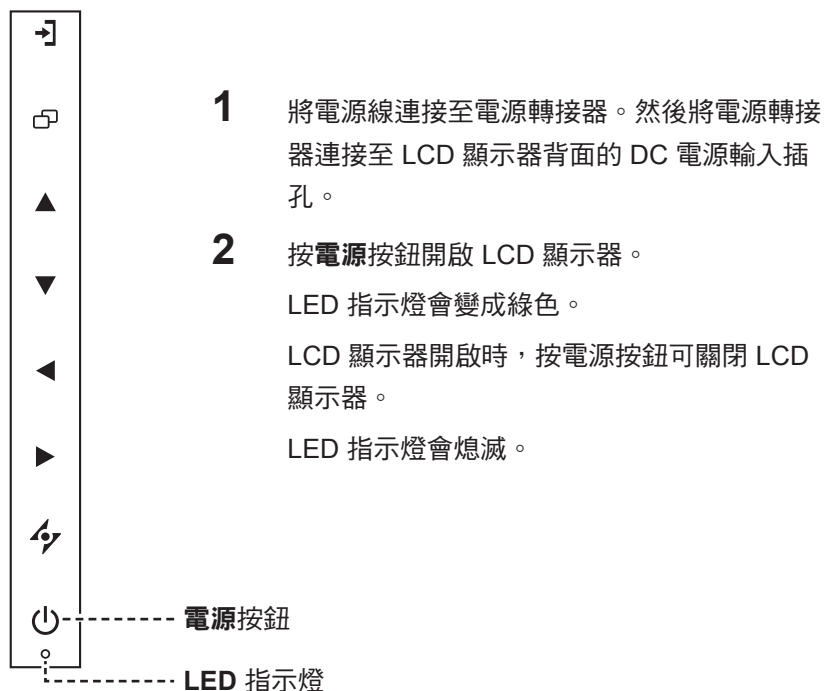 1 將電源線連接至電源轉接器。然後將電源轉接
器連接至 LCD 顯示器背面的 DC 電源輸入插
孔。
2 按電源按鈕開啟 LCD 顯示器。
LED 指示燈會變成綠色。
LCD 顯示器開啟時，按電源按鈕可關閉 LCD
顯示器。
LED 指示燈會熄滅。
電源按鈕
LED 指示燈